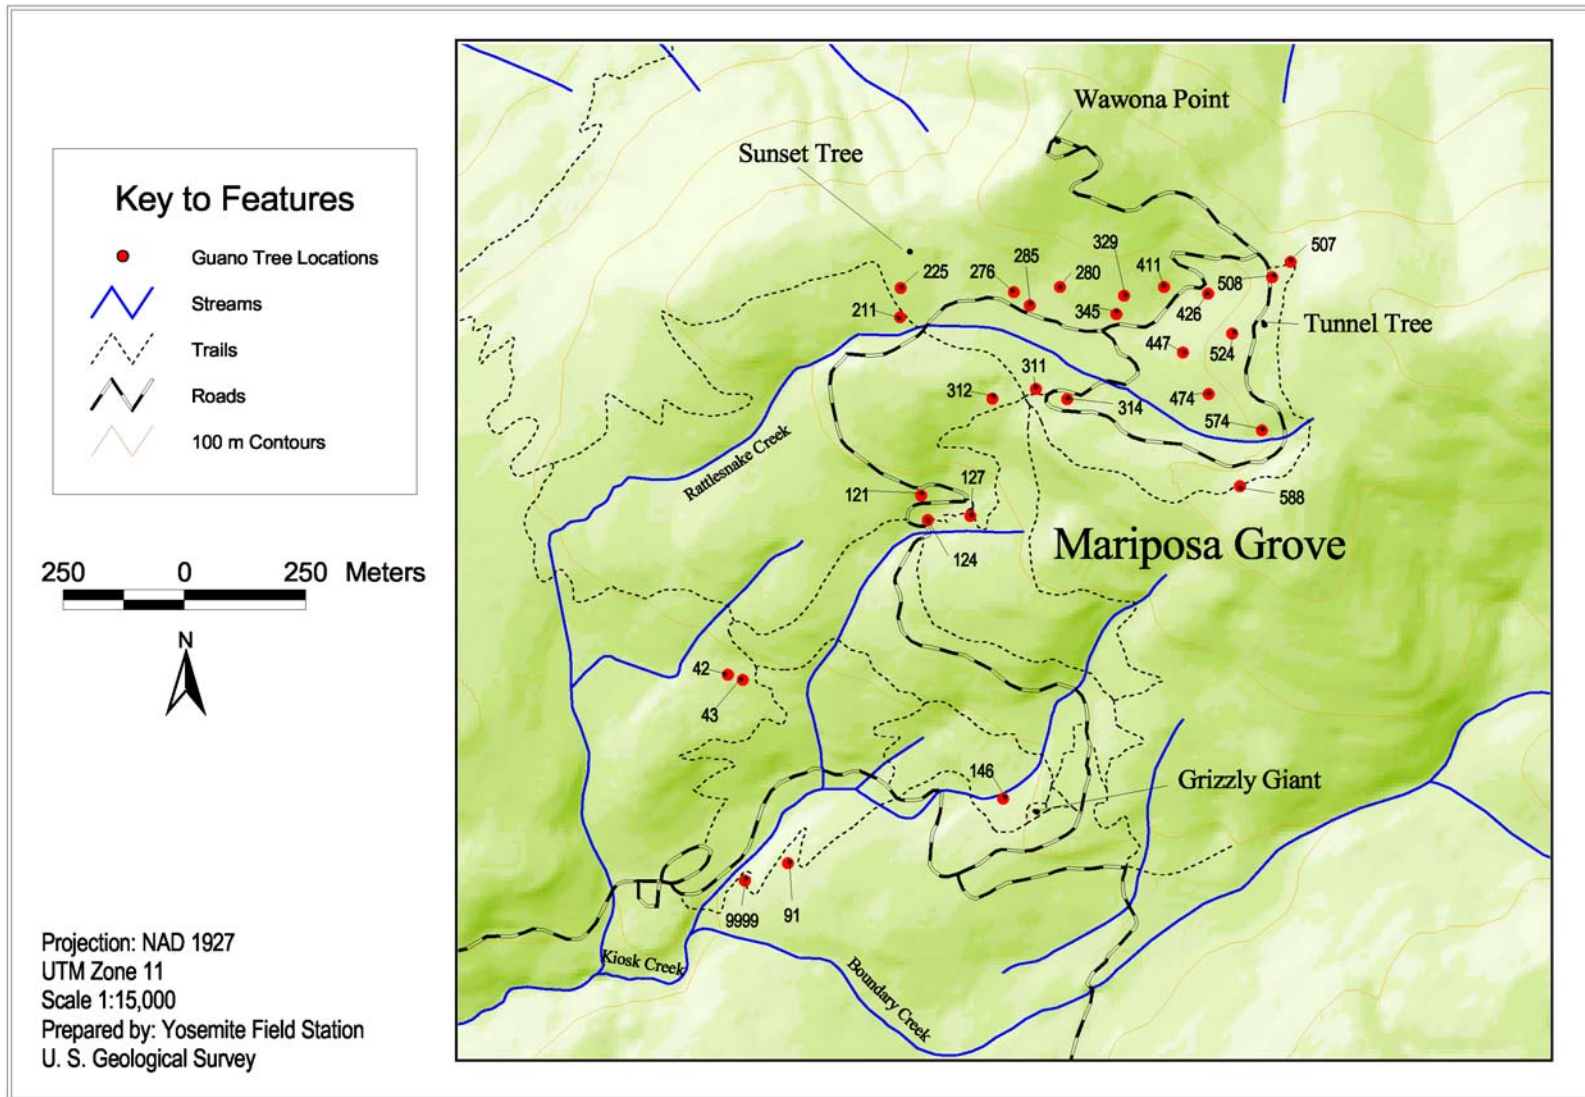 Key to Features
Guano Tree Locations
Streams
Trails
Roads
100 m Contours
250 0 250 Meters
N
Projection: NAD 1927
UTM Zone 11
Scale 1:15,000
Prepared by: Yosemite Field Station
U. S. Geological Survey
Wawona Point
Sunset Tree
507
329
285
411
280
276
225
508
211
345
426
Tunnel Tree
524
447
311
312
314
474
574
Rattlesnake Creek
121
127
588
Mariposa Grove
124
42
43
146
Grizzly Giant
9999
91
Kiosk Creek
Boundary Creek